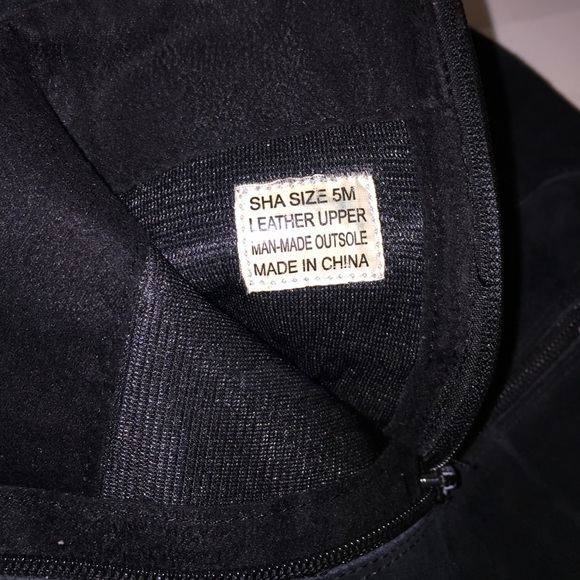 SHA SIZE 5M
LEATHER UPPER
MAN-MADE OUTSOLE
MADE IN CHINA